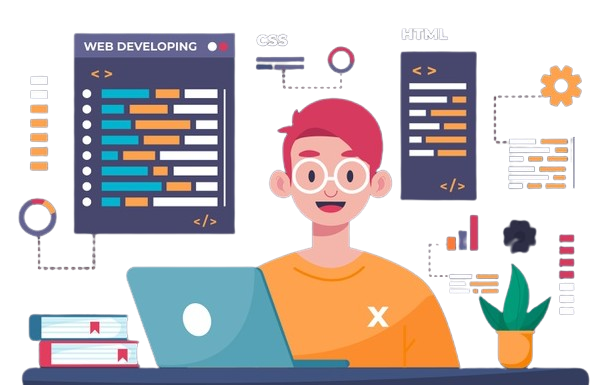 WEB DEVELOPING
CSS
HTML
< >
< >
</>
</>
X